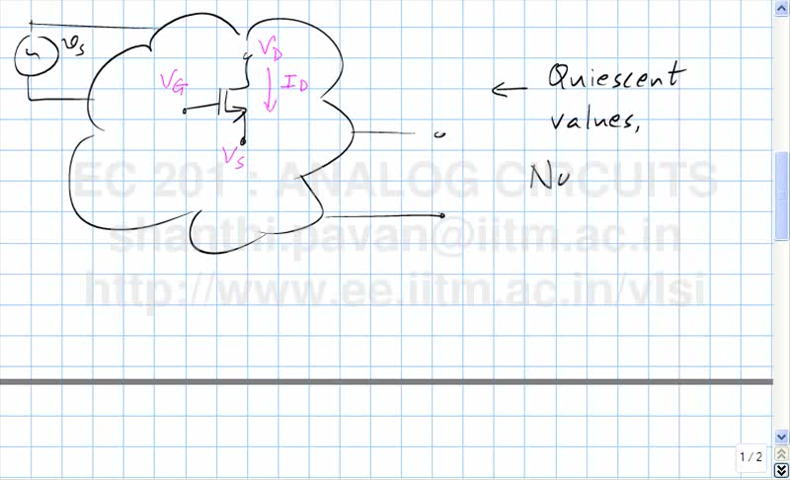 vs
VD
VG
ID
VS
← Quiescent
values,
No
EC 201 : ANALOG CIRCUITS
shanthi.pavan@iitm.ac.in
http://www.ee.iitm.ac.in/vlsi
1 / 2